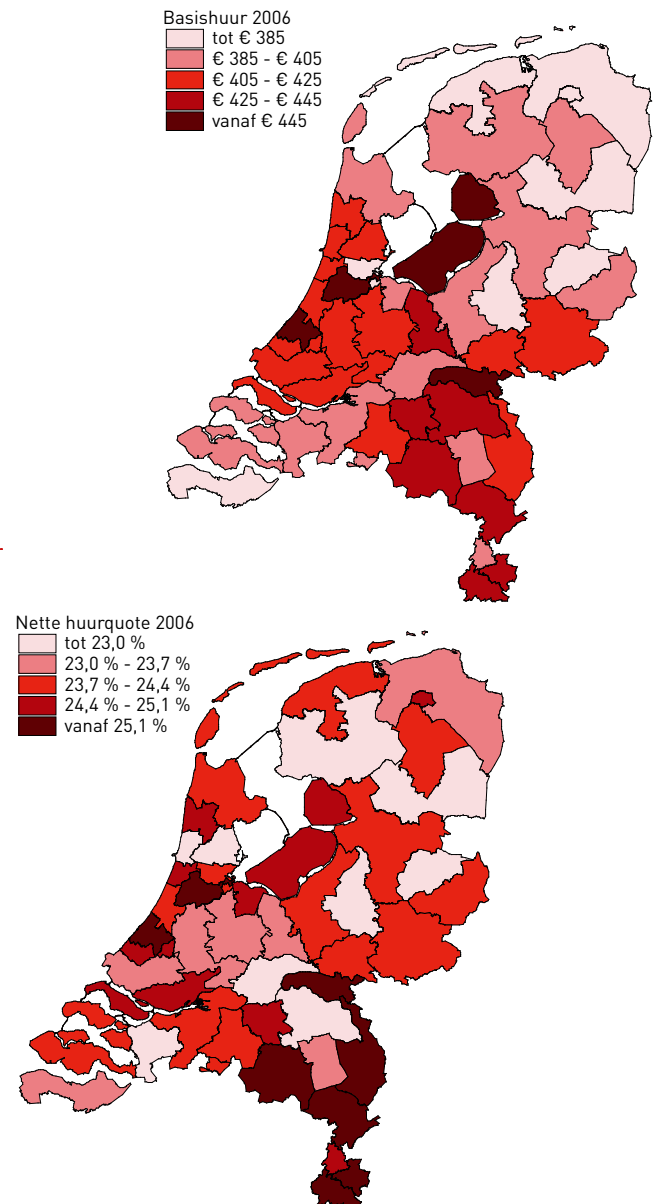 Basishuur 2006
tot € 385
€ 385 - € 405
€ 405 - € 425
€ 425 - € 445
vanaf € 445
Nette huurquote 2006
tot 23,0 %
23,0 % - 23,7 %
23,7 % - 24,4 %
24,4 % - 25,1 %
vanaf 25,1 %